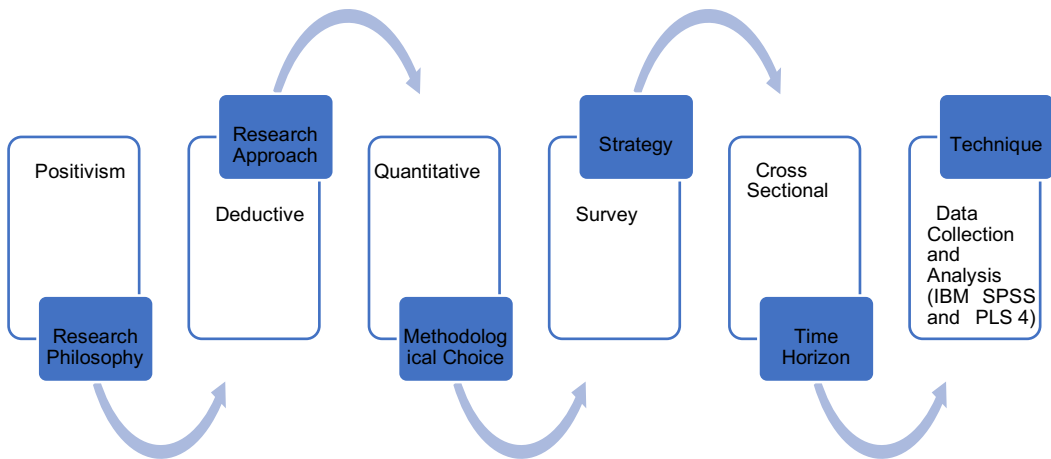 Positivism
Research
Philosophy
Research
Approach
Deductive
Quantitative
Methodolog
ical Choice
Strategy
Survey
Cross
Sectional
Time
Horizon
Technique
Data
Collection
and
Analysis
(IBM SPSS
and PLS 4)